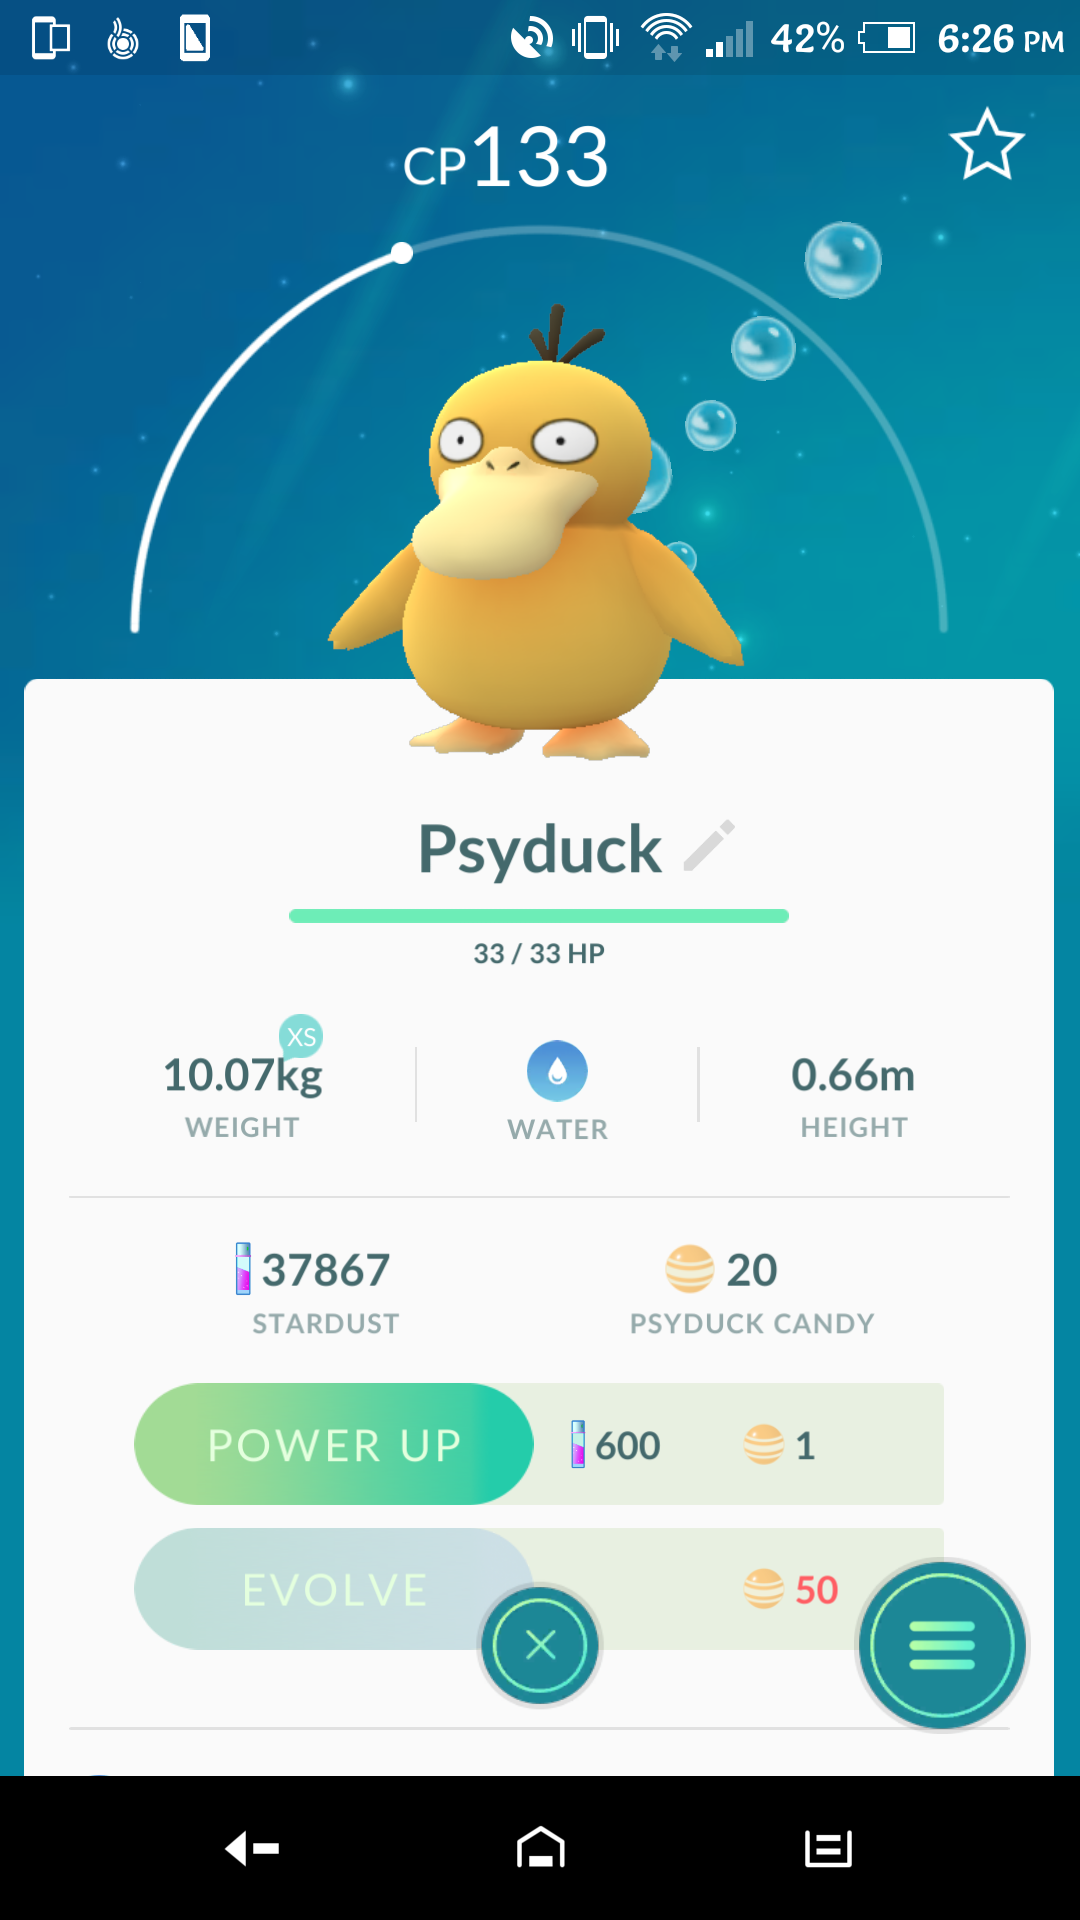 42% 6:26 PM
CP133
Psyduck
33 / 33 HP
XS
10.07kg
WEIGHT
WATER
0.66m
HEIGHT
37867
STARDUST
20
PSYDUCK CANDY
POWER UP 600 1
EVOLVE 50